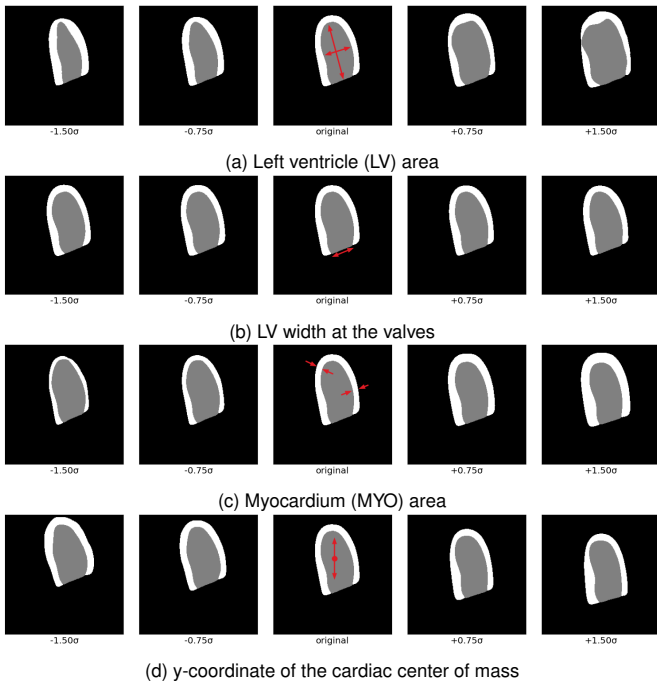 -1.50σ -0.75σ original +0.75σ +1.50σ
(a) Left ventricle (LV) area
-1.50σ -0.75σ original +0.75σ +1.50σ
(b) LV width at the valves
-1.50σ -0.75σ original +0.75σ +1.50σ
(c) Myocardium (MYO) area
-1.50σ -0.75σ original +0.75σ +1.50σ
(d) y-coordinate of the cardiac center of mass